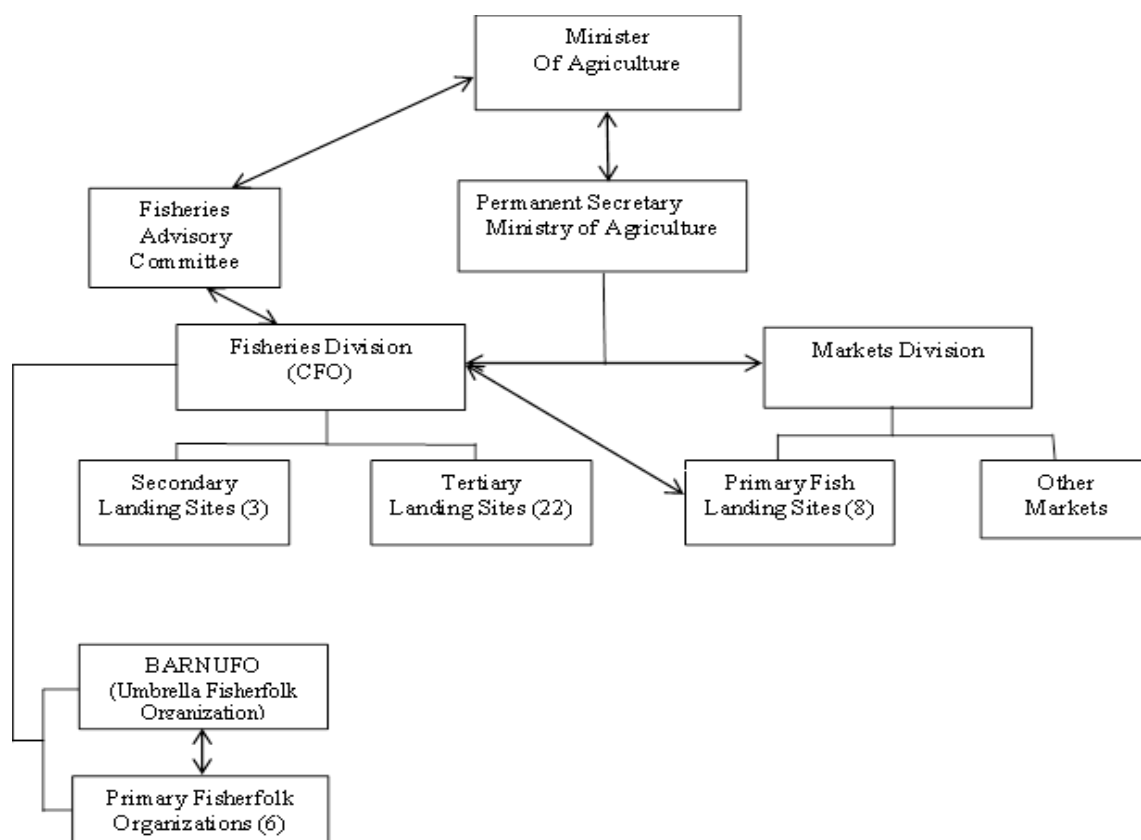 Minister
Of Agriculture
Fisheries
Advisory
Committee
Permanent Secretary
Ministry of Agriculture
Fisheries Division
(CFO)
Markets Division
Secondary
Landing Sites (3)
Tertiary
Landing Sites (22)
Primary Fish
Landing Sites (8)
Other
Markets
BARNUFO
(Umbrella Fisherfolk
Organization)
Primary Fisherfolk
Organizations (6)